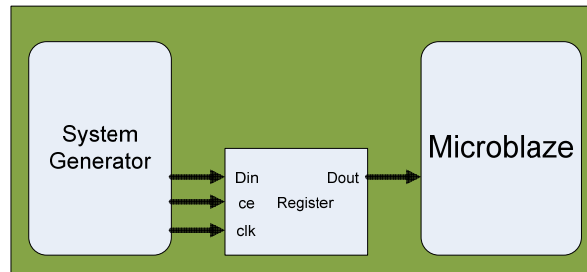 System
Generator
Din
Dout
ce
Register
clk
Microblaze